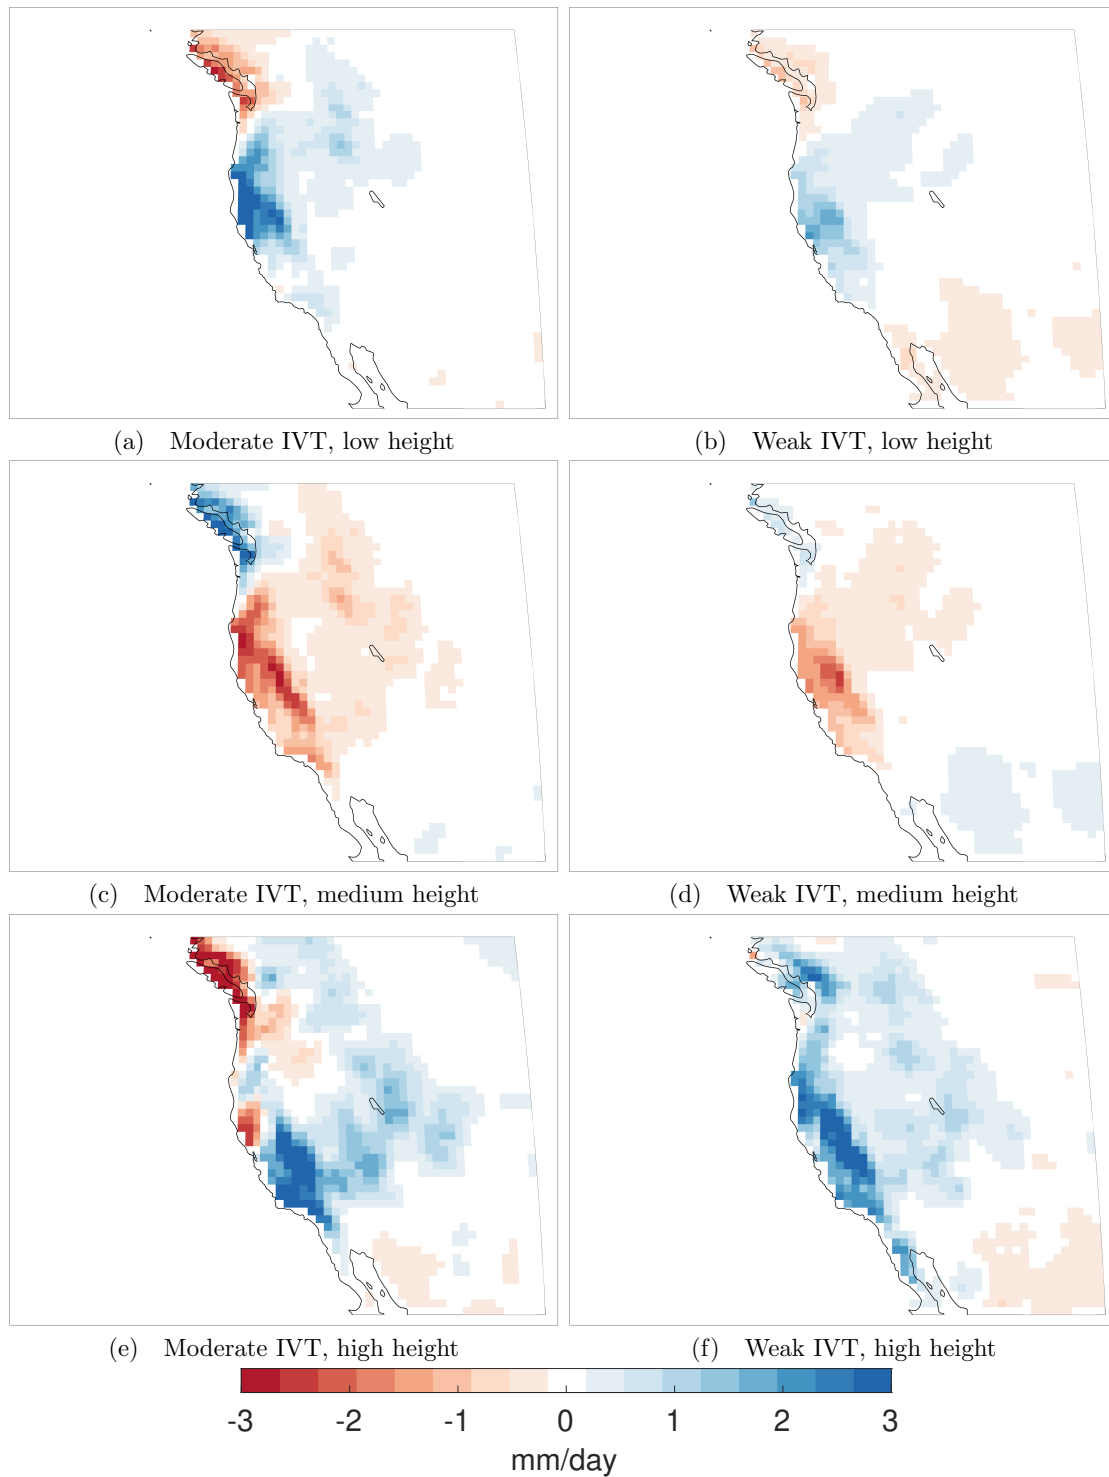 (a) Moderate IVT, low height
(b) Weak IVT, low height
(c) Moderate IVT, medium height
(d) Weak IVT, medium height
(e) Moderate IVT, high height
(f) Weak IVT, high height
-3 -2 -1 0 1 2 3
mm/day